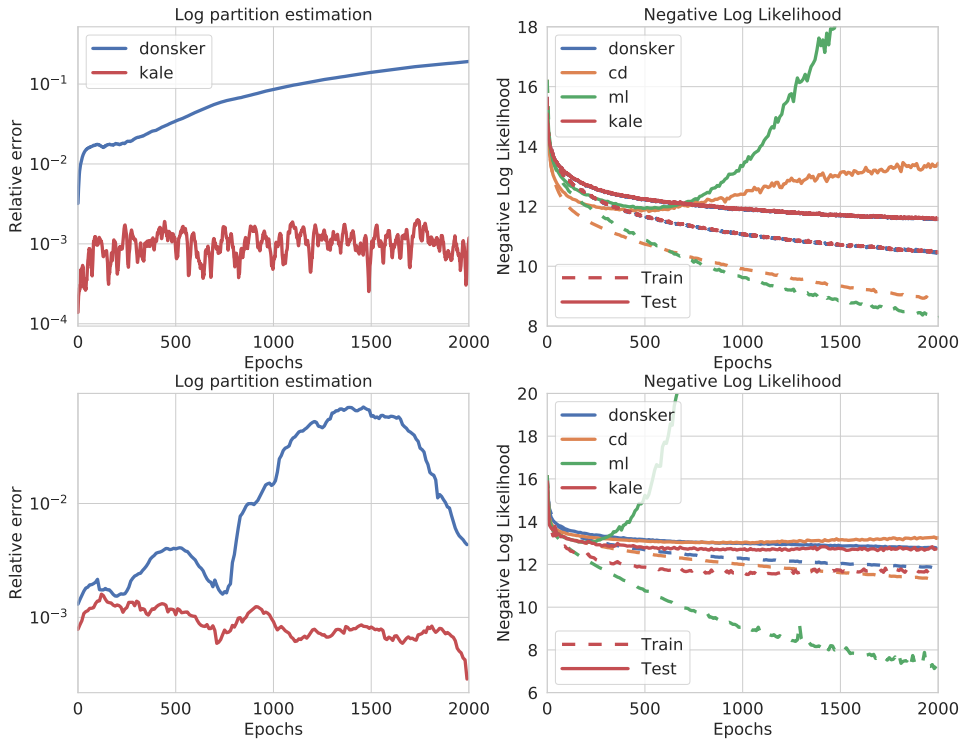 Log partition estimation
Relative error
10⁻¹
10⁻²
10⁻³
10⁻⁴
donsker
kale
0 500 1000 1500 2000
Epochs
Negative Log Likelihood
Negative Log Likelihood
18
16
14
12
10
8
donsker
cd
ml
kale
Train
Test
0 500 1000 1500 2000
Epochs
Log partition estimation
Relative error
10⁻²
10⁻³
0 500 1000 1500 2000
Epochs
Negative Log Likelihood
Negative Log Likelihood
20
18
16
14
12
10
8
6
donsker
cd
ml
kale
Train
Test
0 500 1000 1500 2000
Epochs